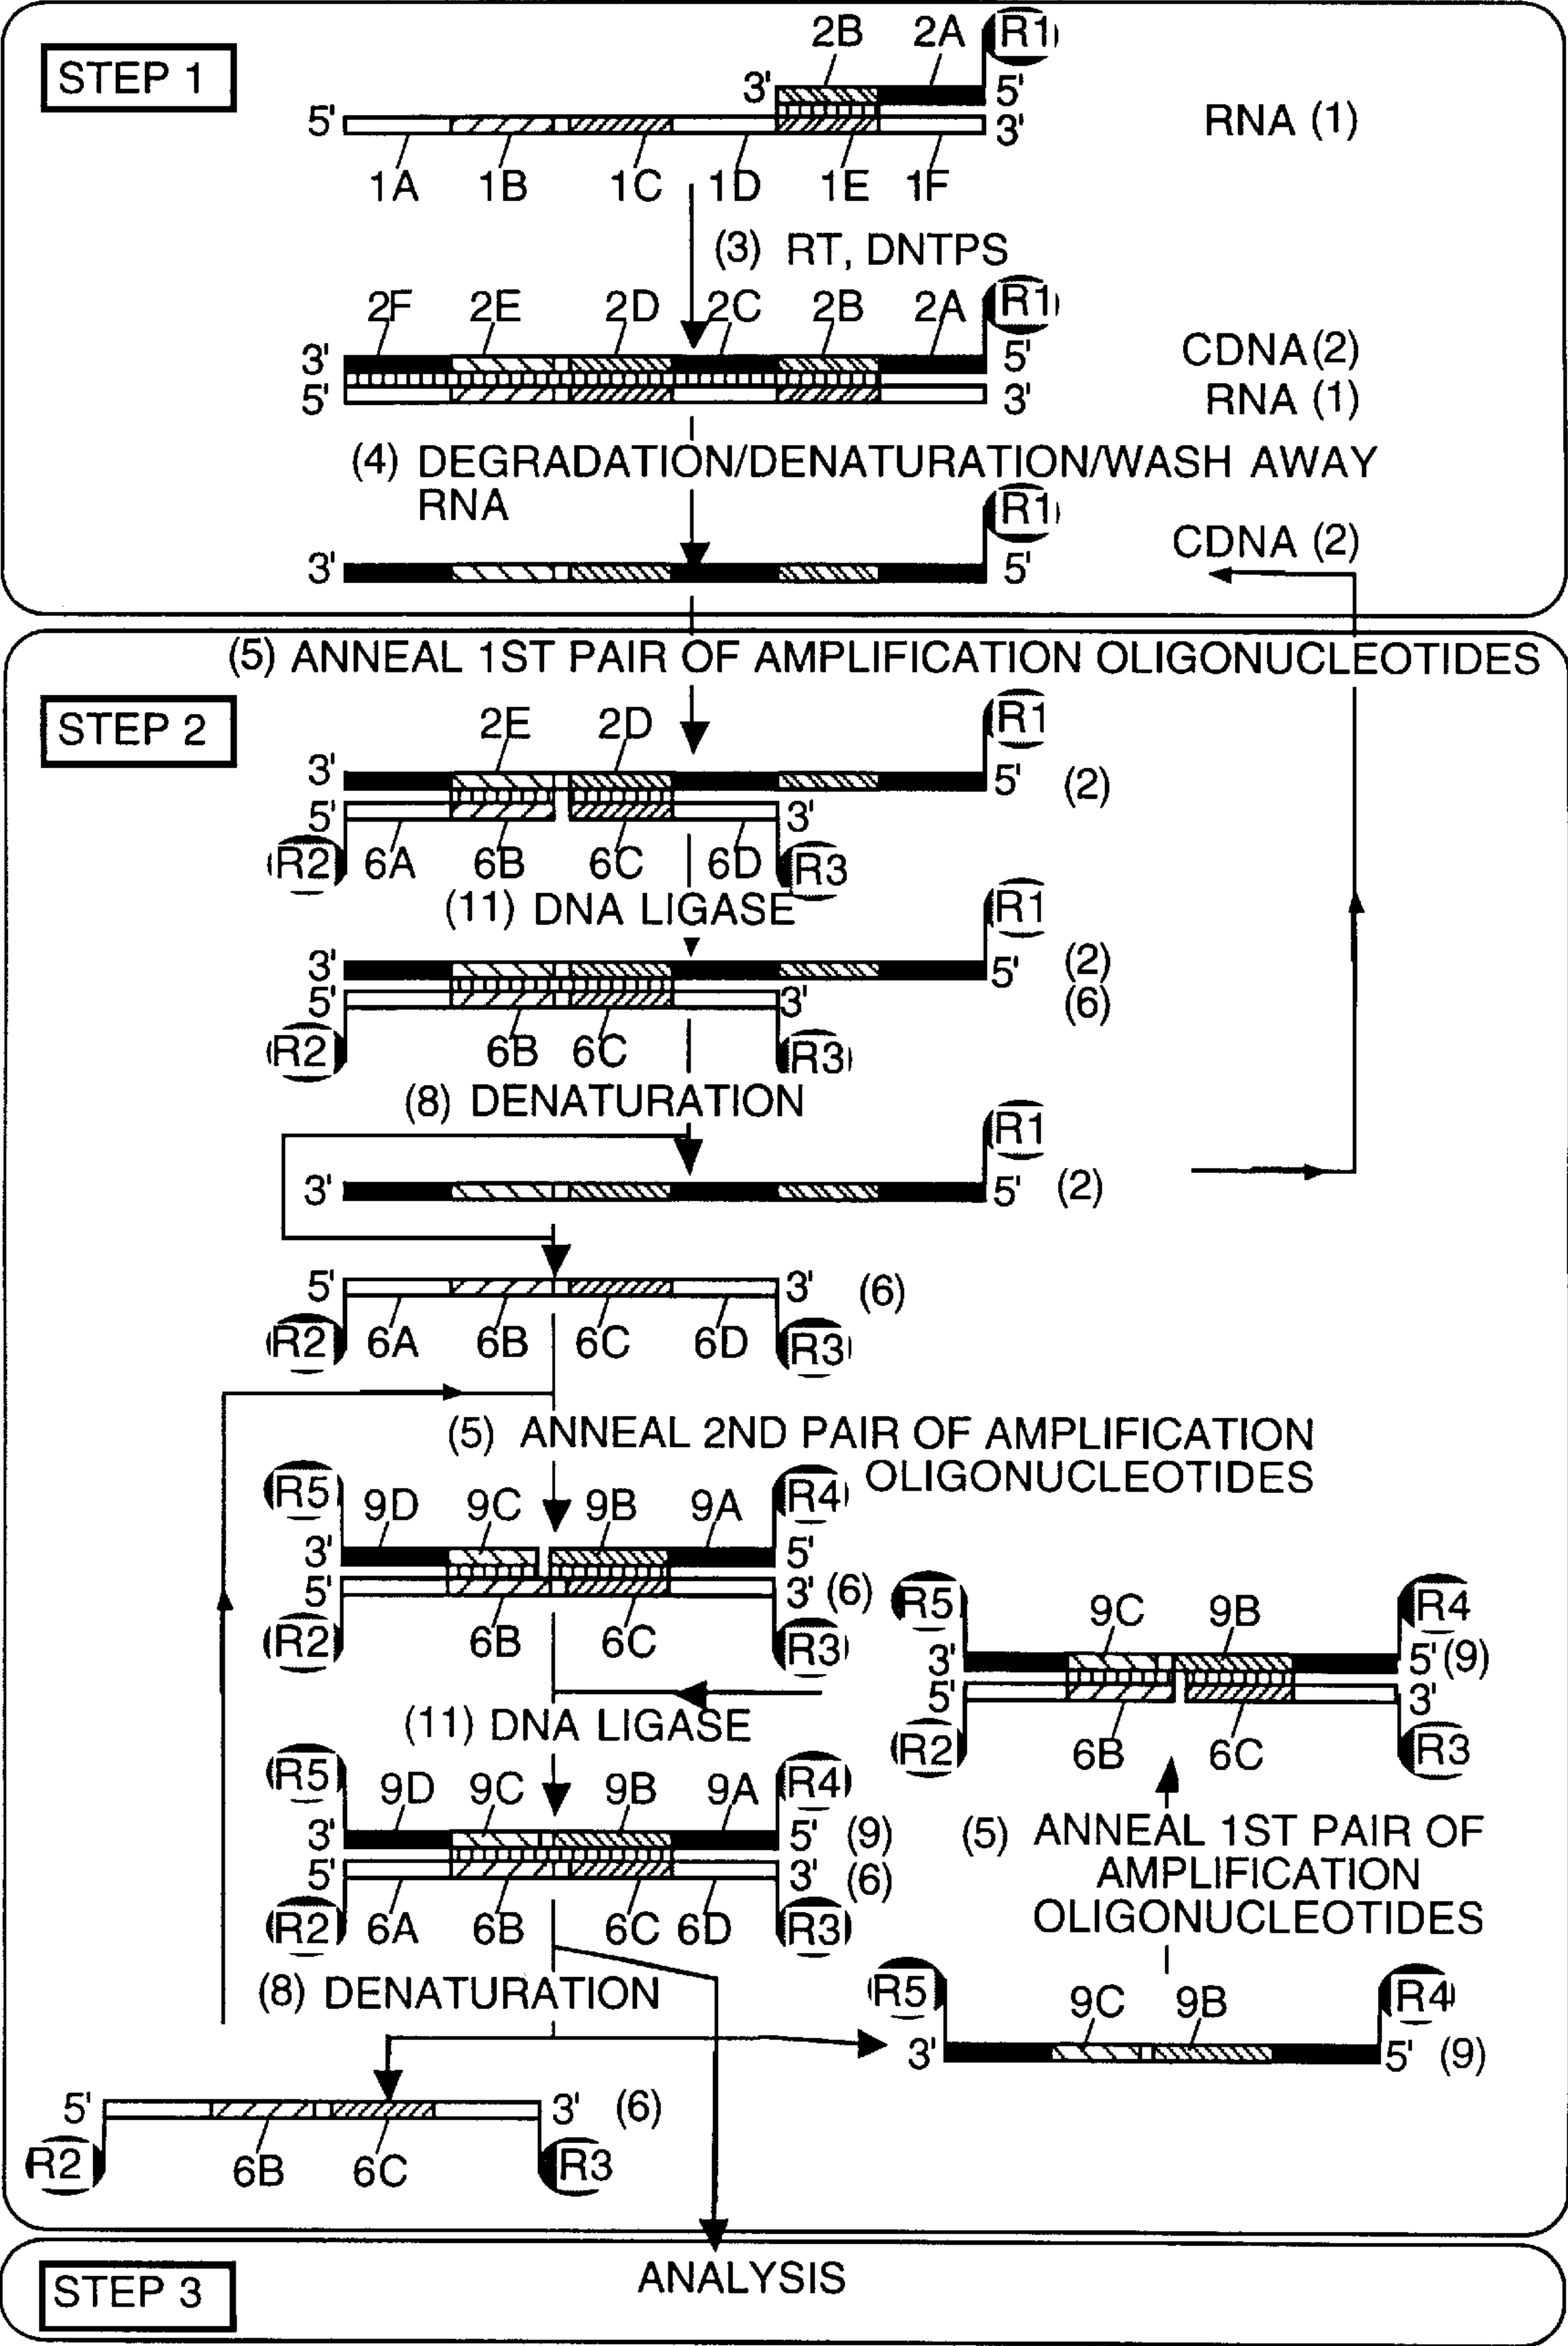 STEP 1
2B 2A R1
3' 5'
5' 3' RNA (1)
1A 1B 1C 1D 1E 1F
(3) RT, DNTPS
2F 2E 2D 2C 2B 2A R1
3' 5' CDNA(2)
5' 3' RNA (1)
(4) DEGRADATION/DENATURATION/WASH AWAY
RNA
R1
CDNA (2)
3' 5'
(5) ANNEAL 1ST PAIR OF AMPLIFICATION OLIGONUCLEOTIDES
STEP 2
2E 2D R1
3' 5' (2)
5' 3'
R2 6A 6B 6C 6D R3
(11) DNA LIGASE
R1
3' 5' (2)
5' 3' (6)
R2 6B 6C R3
(8) DENATURATION
R1
3' 5' (2)
5' 3' (6)
R2 6A 6B 6C 6D R3
(5) ANNEAL 2ND PAIR OF AMPLIFICATION
OLIGONUCLEOTIDES
R5 9D 9C 9B 9A R4
3' 5'
5' 3' (6)
R2 6B 6C R3
R5 9C 9B R4
3' 5' (9)
5' 3'
R2 6B 6C R3
(11) DNA LIGASE
R5 9D 9C 9B 9A R4
3' 5' (9)
5' 3' (6)
R2 6A 6B 6C 6D R3
(5) ANNEAL 1ST PAIR OF
AMPLIFICATION
OLIGONUCLEOTIDES
(8) DENATURATION
R5 9C 9B R4
3' 5' (9)
5' 3' (6)
R2 6B 6C R3
STEP 3
ANALYSIS